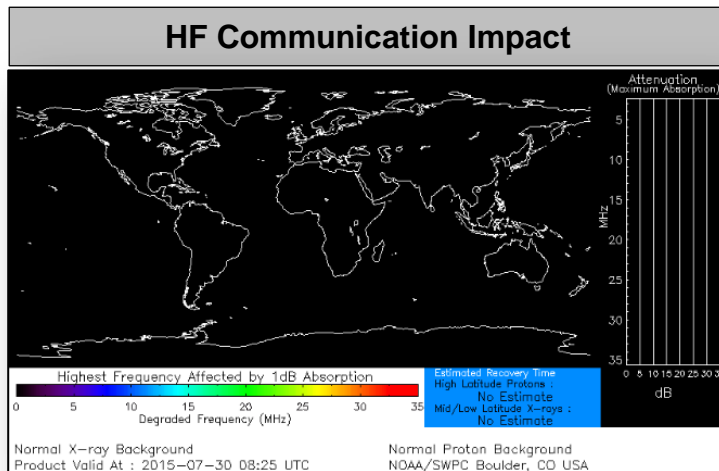 HF Communication Impact
Attenuation
(Maximum Absorption)
5
10
15
20
25
30
35
MHz
0 5 10 15 20 25 30 3
dB
Highest Frequency Affected by 1dB Absorption
0 5 10 15 20 25 30 35
Degraded Frequency (MHz)
Estimated Recovery Time
High Latitude Protons :
No Estimate
Mid/Low Latitude X-rays :
No Estimate
Normal X-ray Background
Product Valid At : 2015-07-30 08:25 UTC
Normal Proton Background
NOAA/SWPC Boulder, CO USA